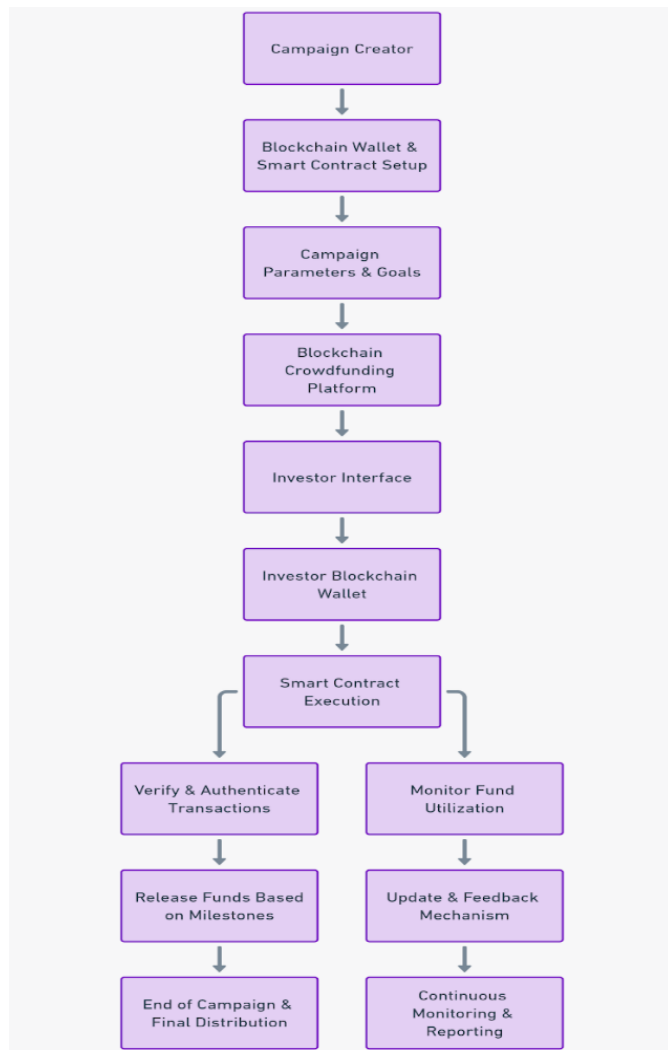 Campaign Creator
Blockchain Wallet &
Smart Contract Setup
Campaign
Parameters & Goals
Blockchain
Crowdfunding
Platform
Investor Interface
Investor Blockchain
Wallet
Smart Contract
Execution
Verify & Authenticate
Transactions
Monitor Fund
Utilization
Release Funds Based
on Milestones
Update & Feedback
Mechanism
End of Campaign &
Final Distribution
Continuous
Monitoring &
Reporting